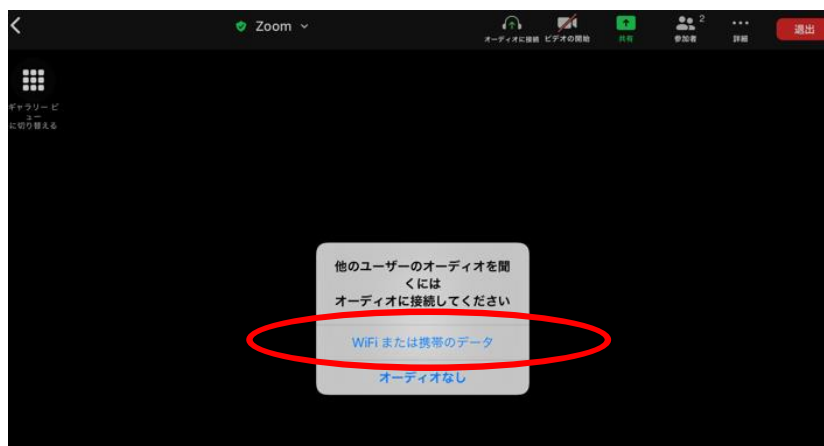 Zoom
オーディオに接続 ビデオの開始 共有 参加者 2 詳細 退出
ギャラリー ビ
ュー
に切り替える
他のユーザーのオーディオを聞
くには
オーディオに接続してください
WiFi または携帯のデータ
オーディオなし